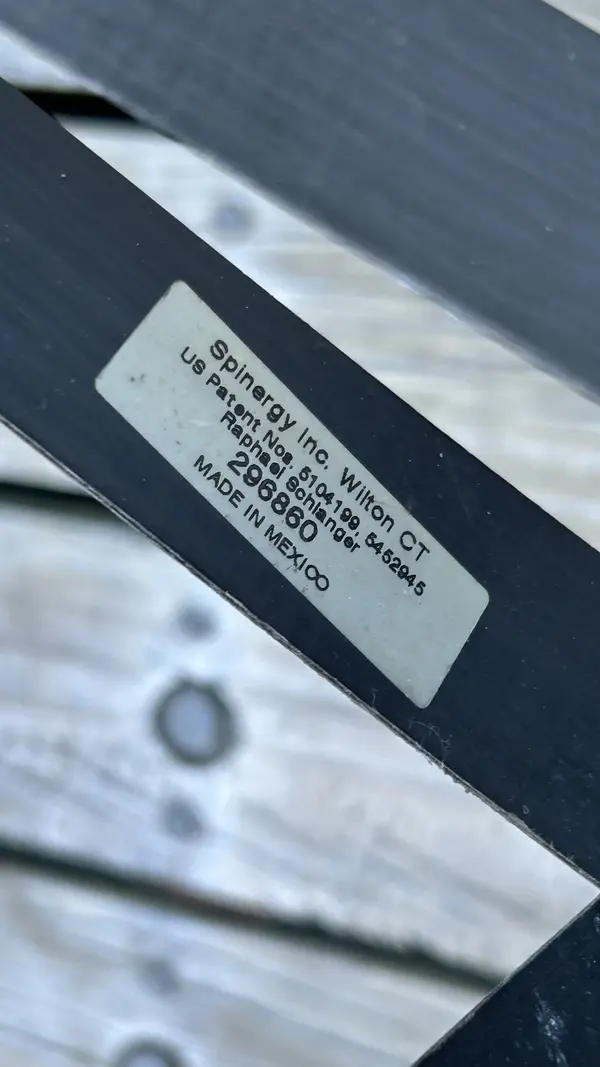 Spinergy Inc. Wilton CT
US Patent Nos. 5104199, 5452945
Raphael Schlanger
296860
MADE IN MEXICO